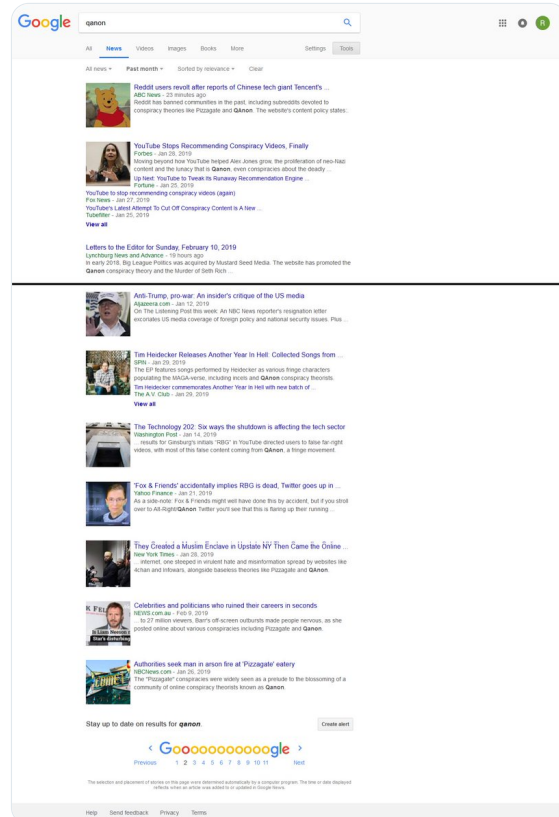 Google
qanon
R
All News Videos Images Books More Settings Tools
All news Past month Sorted by relevance Clear
Reddit users revolt after reports of Chinese tech giant Tencent's ...
ABC News - 23 minutes ago
Reddit has banned communities in the past, including subreddits devoted to
conspiracy theories like Pizzagate and QAnon. The website's content policy states:
YouTube Stops Recommending Conspiracy Videos, Finally
Forbes - Jan 28, 2019
Moving beyond how YouTube helped Alex Jones grow, the proliferation of neo-Nazi
content and the lunacy that is Qanon, even conspiracies about the deadly ...
Up Next: YouTube to Tweak its Runaway Recommendation Engine ...
Fortune - Jan 25, 2019
YouTube to stop recommending conspiracy videos (again)
Fox News - Jan 27, 2019
YouTube's Latest Attempt To Cut Off Conspiracy Content is A New ...
Tubefilter - Jan 25, 2019
View all
Letters to the Editor for Sunday, February 10, 2019
Lynchburg News and Advance - 19 hours ago
In early 2018, Big League Politics was acquired by Mustard Seed Media. The website has promoted the
Qanon conspiracy theory and the Murder of Seth Rich ...
Anti-Trump, pro-war: An insider's critique of the US media
Aljazeera.com - Jan 12, 2019
On The Listening Post this week: An NBC News reporter's resignation letter
excoriates US media coverage of foreign policy and national security issues. Plus ...
Tim Heidecker Releases Another Year In Hell: Collected Songs from ...
SPIN - Jan 29, 2019
The EP features songs performed by Heidecker as various fringe characters
populating the MAGA-verse, including incels and QAnon conspiracy theorists.
Tim Heidecker commemorates Another Year In Hell with new batch of ...
The A.V. Club - Jan 29, 2019
View all
The Technology 202: Six ways the shutdown is affecting the tech sector
Washington Post - Jan 14, 2019
... results for Ginsburg's initials "RBG" in YouTube directed users to false far-right
videos, with most of this false content coming from QAnon, a fringe movement.
'Fox & Friends' accidentally implies RBG is dead, Twitter goes up in ...
Yahoo Finance - Jan 21, 2019
As a side-note: Fox & Friends might well have done this by accident, but if you stroll
over to Alt-Right/QAnon Twitter you'll see that this is flaring up their running ...
They Created a Muslim Enclave in Upstate NY Then Came the Online ...
New York Times - Jan 28, 2019
... internet, one steeped in virulent hate and misinformation spread by websites like
4chan and Infowars, alongside baseless theories like Pizzagate and QAnon.
Celebrities and politicians who ruined their careers in seconds
NEWS.com.au - Feb 9, 2019
... to 27 million viewers. Barr's off-screen outbursts made people nervous, as she
posted online about various conspiracies including Pizzagate and Qanon.
Is Liam Neeson
Star's disturbing
Authorities seek man in arson fire at 'Pizzagate' eatery
NBCNews.com - Jan 26, 2019
The "Pizzagate" conspiracies were widely seen as a prelude to the blossoming of a
community of online conspiracy theorists known as Qanon.
Stay up to date on results for qanon. Create alert
< Goooooooooooogle >
Previous 1 2 3 4 5 6 7 8 9 10 11 Next
The selection and placement of stories on this page were determined automatically by a computer program. The time or date displayed
reflects when an article was added to or updated in Google News.
Help Send feedback Privacy Terms